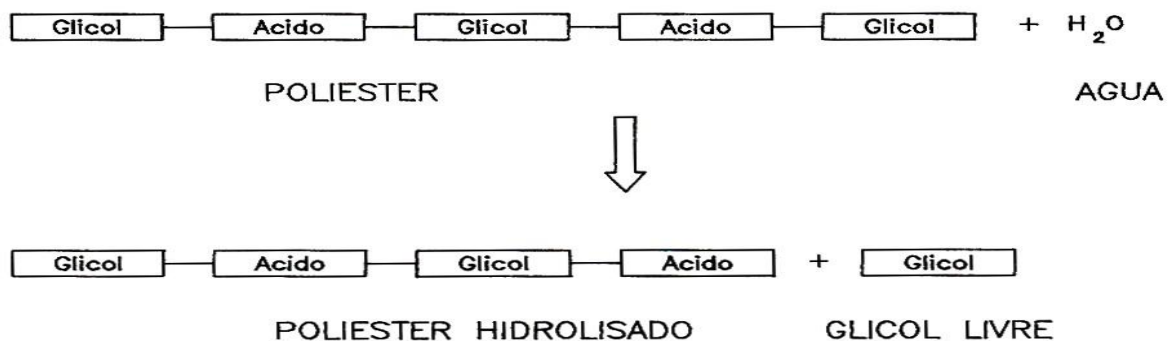 Glicol Acido Glicol Acido Glicol + H₂O
POLIESTER AGUA
Glicol Acido Glicol Acido + Glicol
POLIESTER HIDROLISADO GLICOL LIVRE